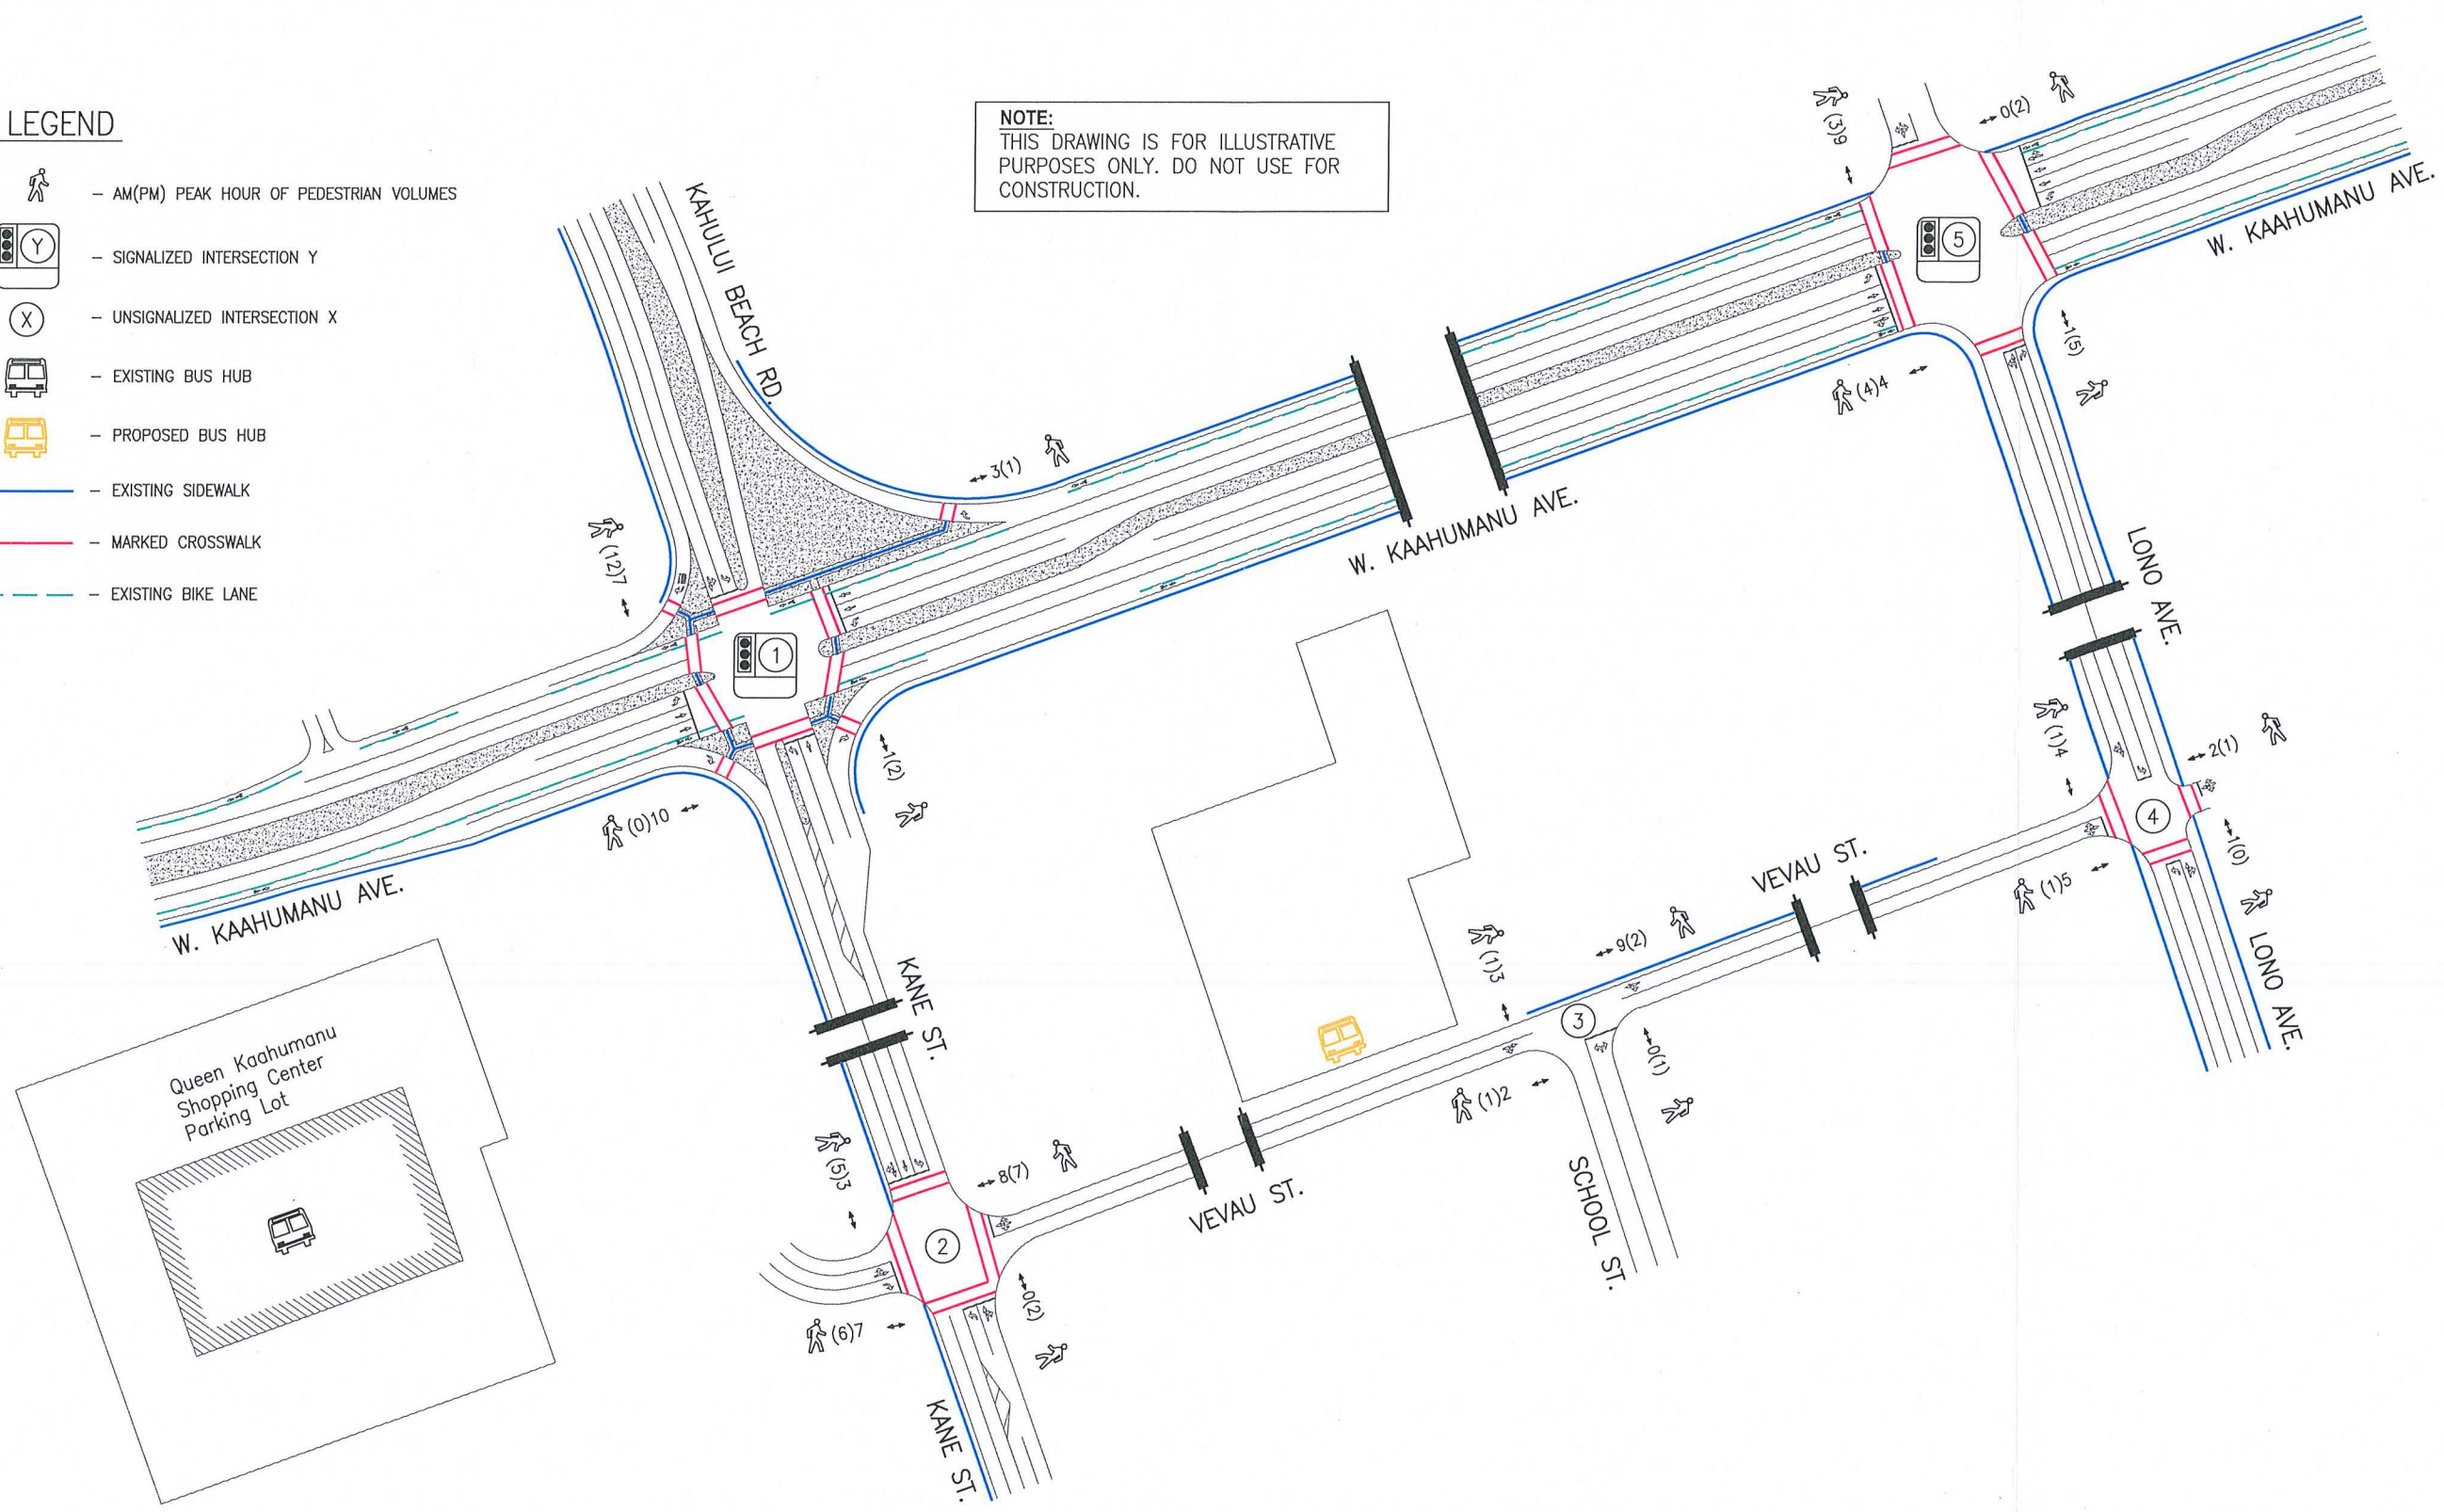 LEGEND
– AM(PM) PEAK HOUR OF PEDESTRIAN VOLUMES
Y – SIGNALIZED INTERSECTION Y
X – UNSIGNALIZED INTERSECTION X
– EXISTING BUS HUB
– PROPOSED BUS HUB
– EXISTING SIDEWALK
– MARKED CROSSWALK
– EXISTING BIKE LANE
NOTE:
THIS DRAWING IS FOR ILLUSTRATIVE
PURPOSES ONLY. DO NOT USE FOR
CONSTRUCTION.
KAHULUI BEACH RD.
(3)9
0(2)
5
W. KAAHUMANU AVE.
1(5)
(4)4
3(1)
W. KAAHUMANU AVE.
(12)7
1
1(2)
(0)10
W. KAAHUMANU AVE.
LONO AVE.
(1)4
2(1)
4
1(0)
(1)5
LONO AVE.
VEVAU ST.
9(2)
(1)3
3
0(1)
(1)2
SCHOOL ST.
KANE ST.
Queen Kaahumanu
Shopping Center
Parking Lot
(5)3
8(7)
VEVAU ST.
2
0(2)
(6)7
KANE ST.